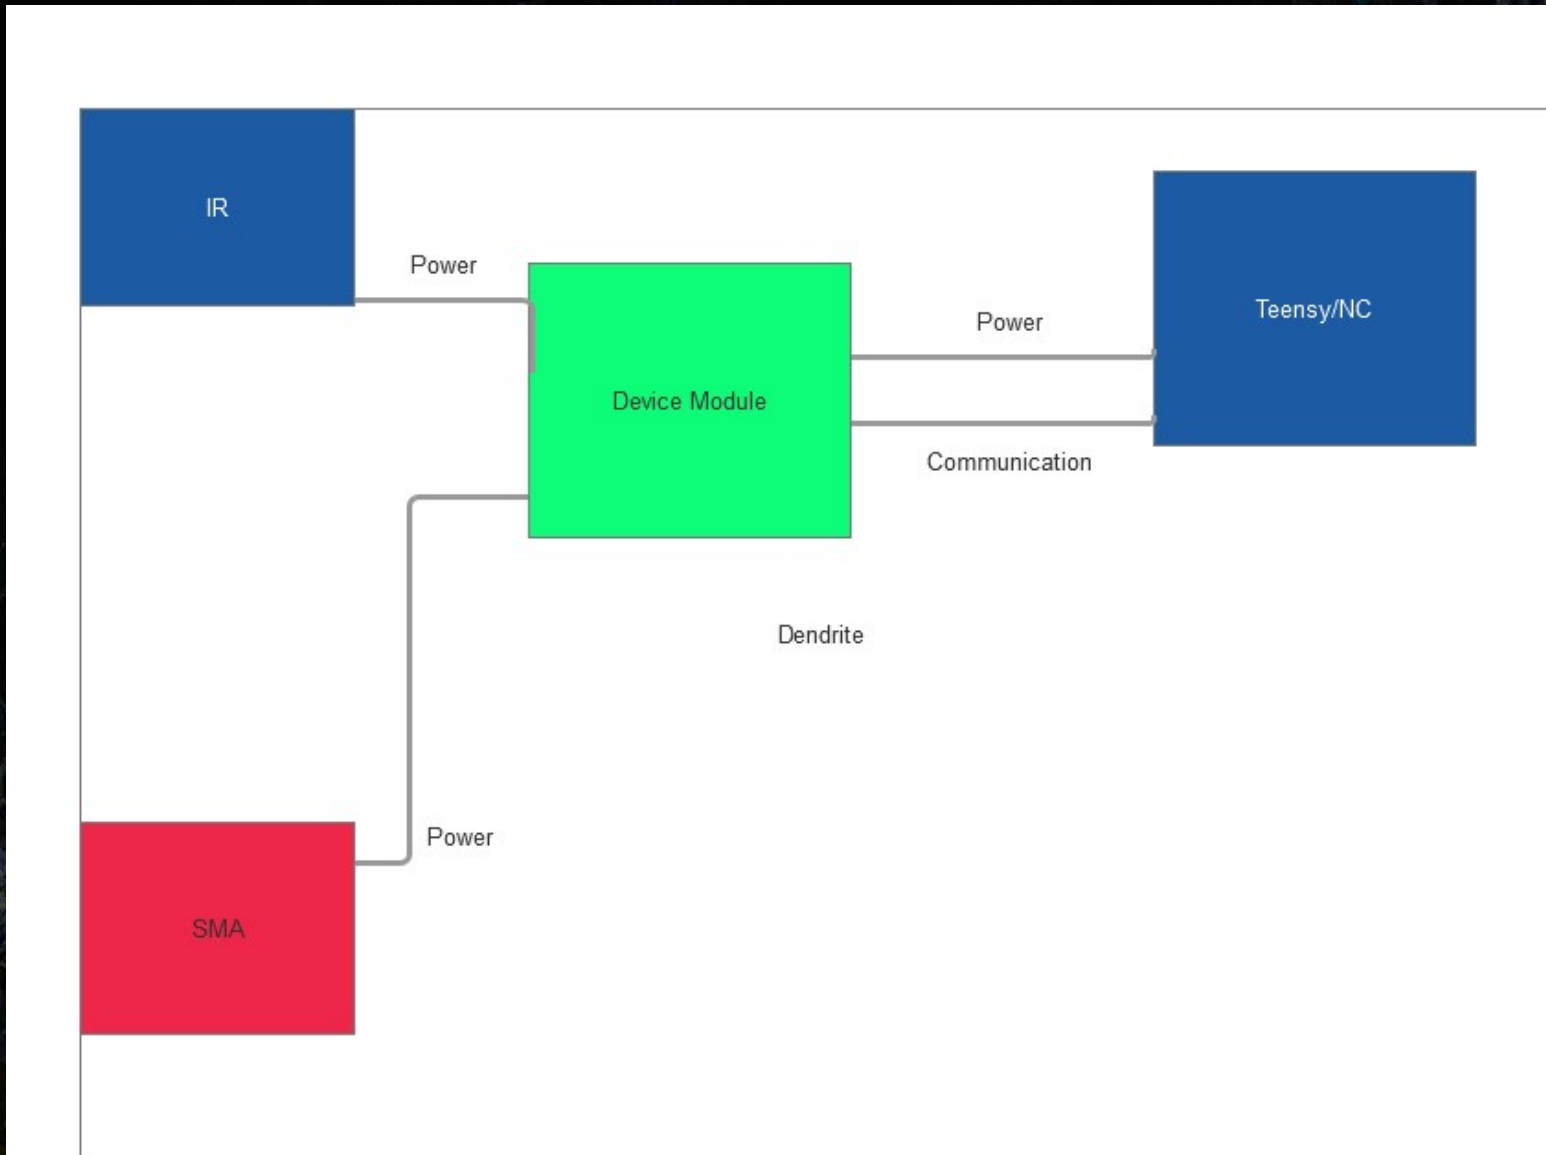 IR
Power
Power
Teensy/NC
Device Module
Communication
Dendrite
Power
SMA